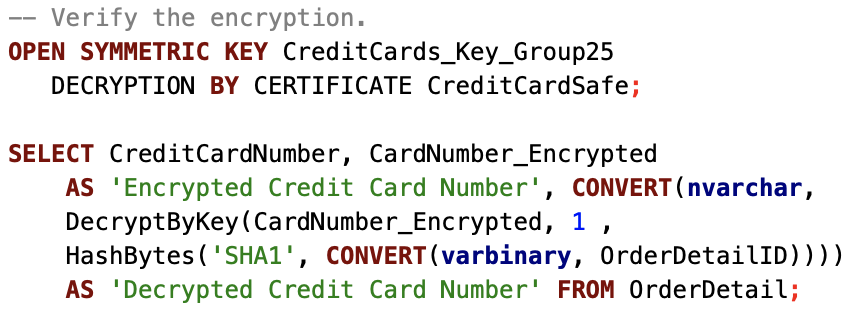 -- Verify the encryption.
OPEN SYMMETRIC KEY CreditCards_Key_Group25
DECRYPTION BY CERTIFICATE CreditCardSafe;
SELECT CreditCardNumber, CardNumber_Encrypted
AS 'Encrypted Credit Card Number', CONVERT(nvarchar,
DecryptByKey(CardNumber_Encrypted, 1 ,
HashBytes('SHA1', CONVERT(varbinary, OrderDetailID))))
AS 'Decrypted Credit Card Number' FROM OrderDetail;